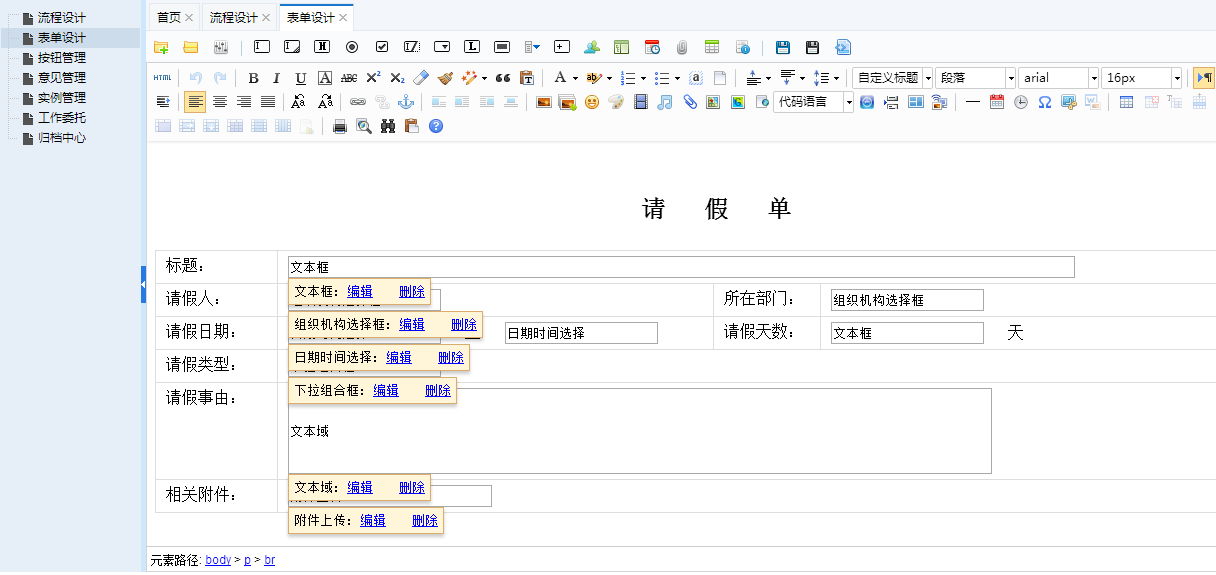 流程设计
表单设计
按钮管理
意见管理
实例管理
工作委托
归档中心
首页 流程设计 表单设计
HTML B I U A ABC X² X₂ A 自定义标题 段落 arial 16px
代码语言
请 假 单
标题： 文本框
文本框： 编辑 删除
请假人： 所在部门： 组织机构选择框
组织机构选择框： 编辑 删除
请假日期： 日期时间选择 请假天数： 文本框 天
日期时间选择： 编辑 删除
请假类型：
下拉组合框： 编辑 删除
请假事由：
文本域
文本域： 编辑 删除
相关附件：
附件上传： 编辑 删除
元素路径: body > p > br